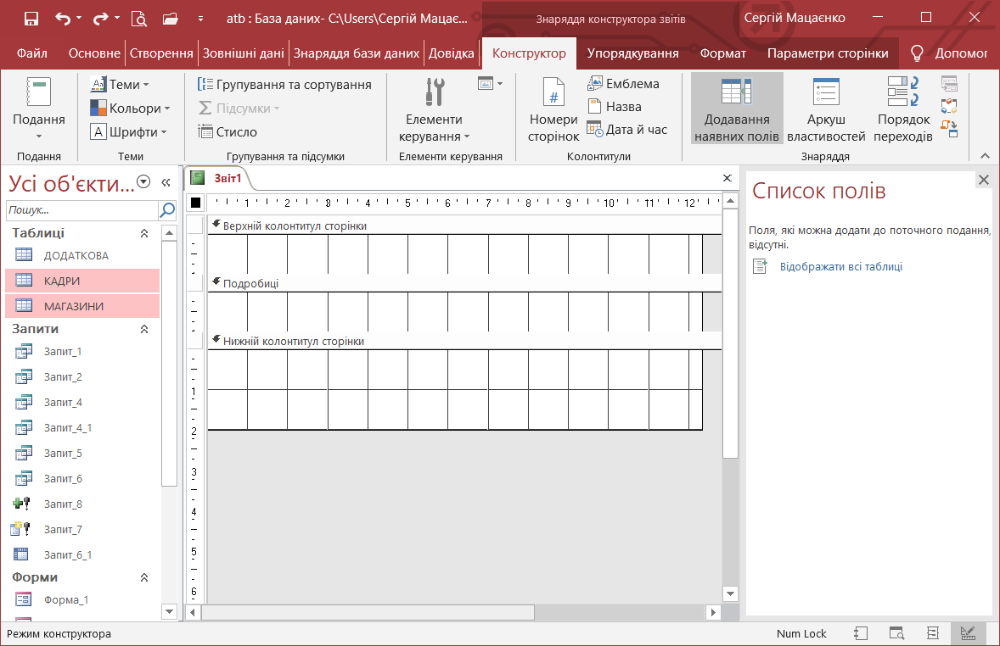 atb : База даних- C:\Users\Сергій Мацає...
Знаряддя конструктора звітів
Сергій Мацаєнко
Файл Основне Створення Зовнішні дані Знаряддя бази даних Довідка Конструктор Упорядкування Формат Параметри сторінки Допомог
Подання
Подання
Теми
Кольори
Шрифти
Теми
Групування та сортування
Підсумки
Стисло
Групування та підсумки
Елементи
керування
Елементи керування
Номери
сторінок
Емблема
Назва
Дата й час
Колонтитули
Додавання
наявних полів
Аркуш
властивостей
Порядок
переходів
Знаряддя
Усі об'єкти...
Пошук...
Таблиці
ДОДАТКОВА
КАДРИ
МАГАЗИНИ
Запити
Запит_1
Запит_2
Запит_4
Запит_4_1
Запит_5
Запит_6
Запит_8
Запит_7
Запит_6_1
Форми
Форма_1
Звіт1
1 2 3 4 5 6 7 8 9 10 11 12
Верхній колонтитул сторінки
Подробиці
Нижній колонтитул сторінки
1
2
3
4
5
6
Список полів
Поля, які можна додати до поточного подання,
відсутні.
Відображати всі таблиці
Режим конструктора
Num Lock